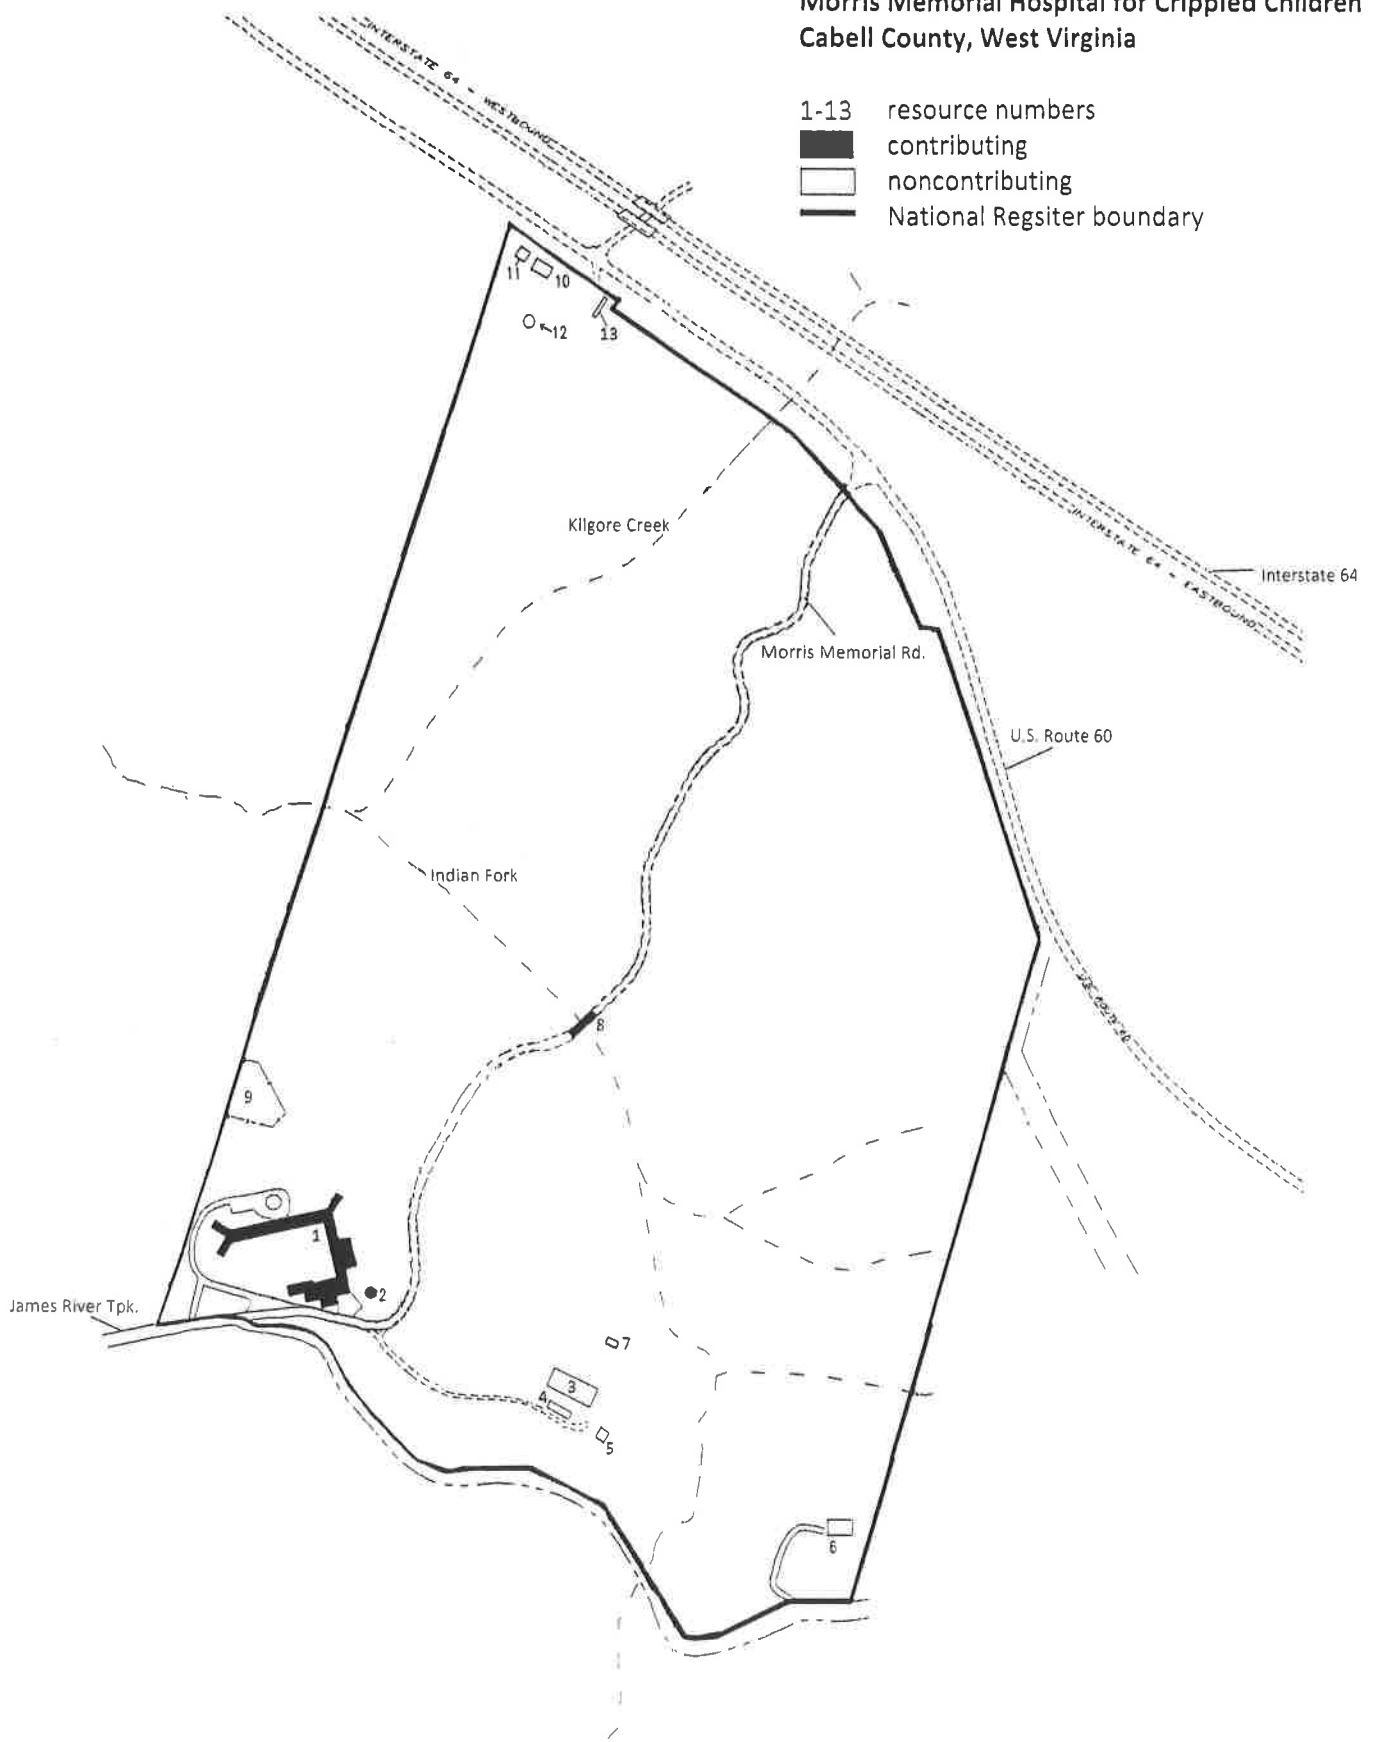 Morris Memorial Hospital for Crippled Children
Cabell County, West Virginia
1-13 resource numbers
contributing
noncontributing
National Regsiter boundary
INTERSTATE 64 - WESTBOUND
11
10
12
13
Kilgore Creek
INTERSTATE 64 - EASTBOUND
Interstate 64
Morris Memorial Rd.
U.S. Route 60
Indian Fork
U.S. ROUTE 60
8
9
1
2
James River Tpk.
7
3
4
5
6